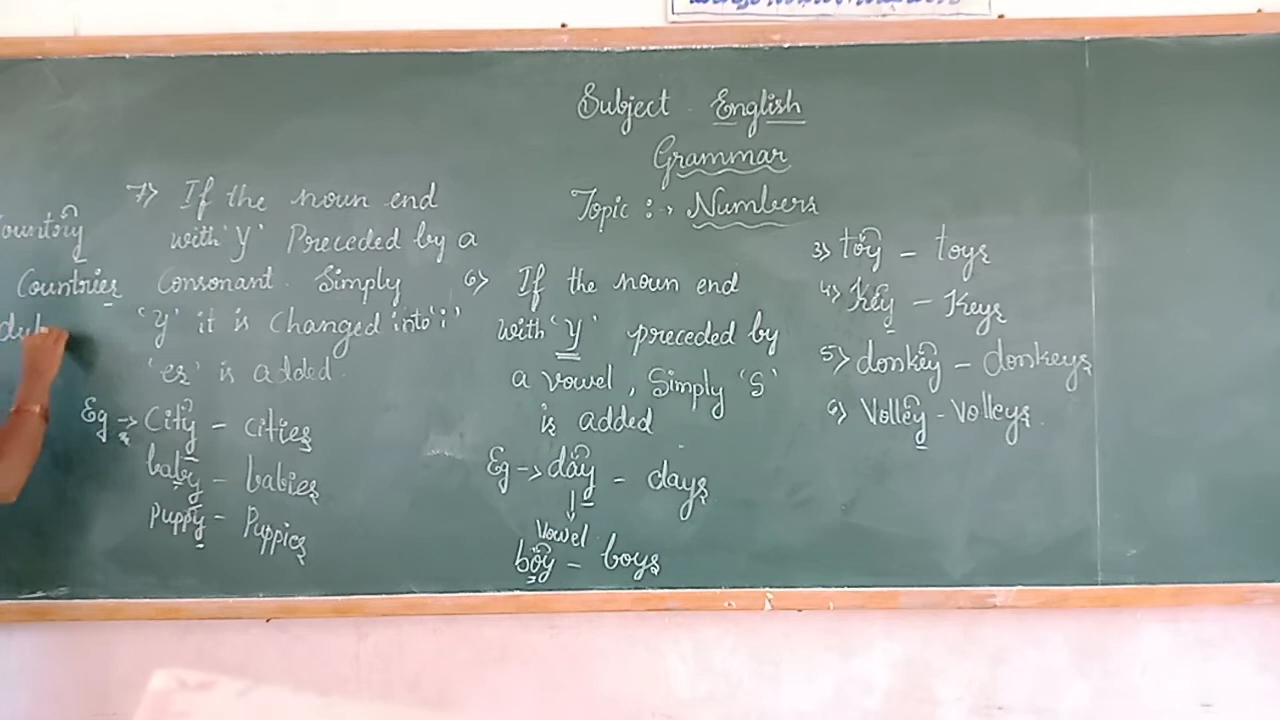 Subject - English
Grammar
Topic :→ Numbers
7> If the noun end
with 'y' Preceded by a
Consonant. Simply
'y' it is Changed into 'i'
'es' is added.
Eg → City - cities
baby - babies
Puppy - Puppies
Countries
6> If the noun end
with 'y' preceded by
a vowel, Simply 'S'
is added
Eg → day - days
↓
Vowel
boy - boys
3> toy - toys
4> Key - Keys
5> donkey - donkeys
6> Volley - Volleys.